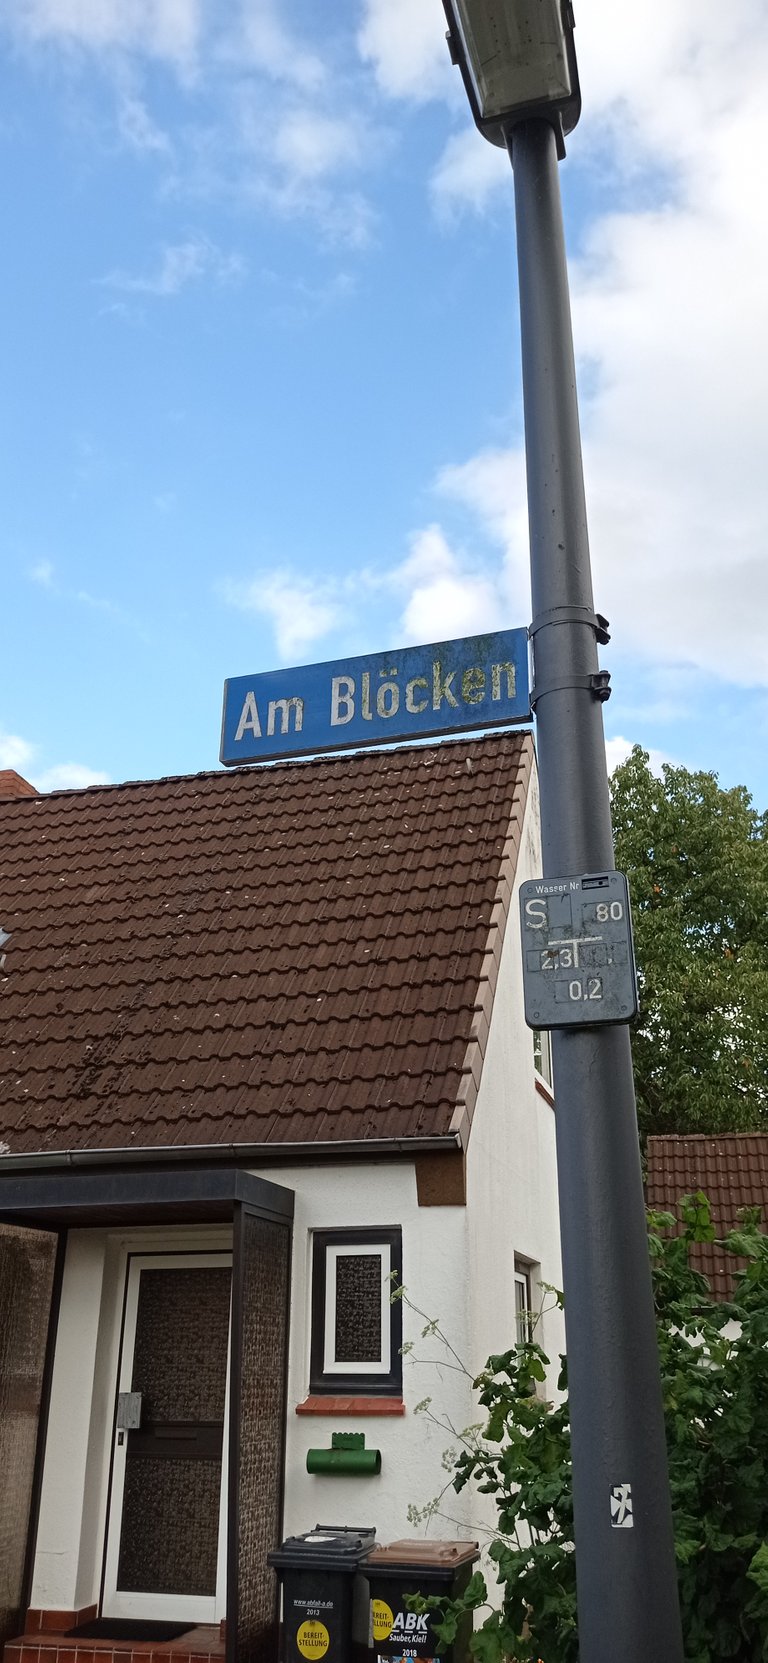 Am Blöcken
Wasser Nr
S 80
2,3
0,2
www.abfall-a.de
2013
BEREIT-
STELLUNG
ABK
Sauber, Kiel!
2018